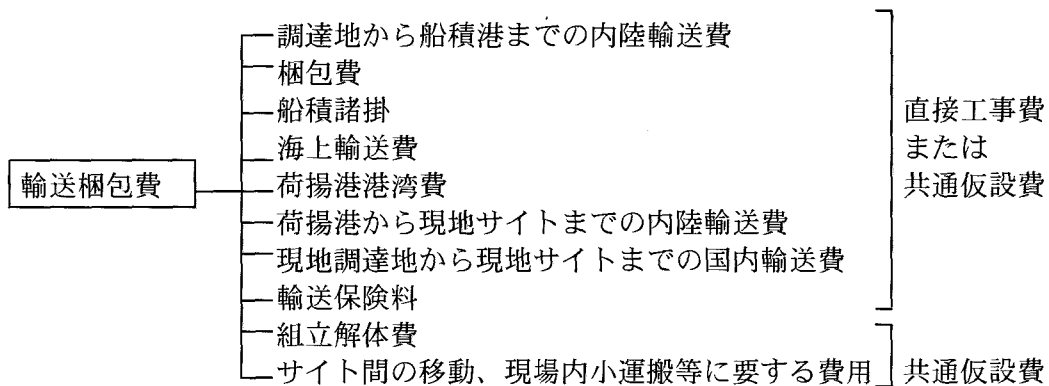 調達地から船積港までの内陸輸送費
梱包費
船積諸掛
海上輸送費
輸送梱包費
荷揚港港湾費
荷揚港から現地サイトまでの内陸輸送費
現地調達地から現地サイトまでの国内輸送費
輸送保険料
組立解体費
サイト間の移動、現場内小運搬等に要する費用
直接工事費
または
共通仮設費
共通仮設費